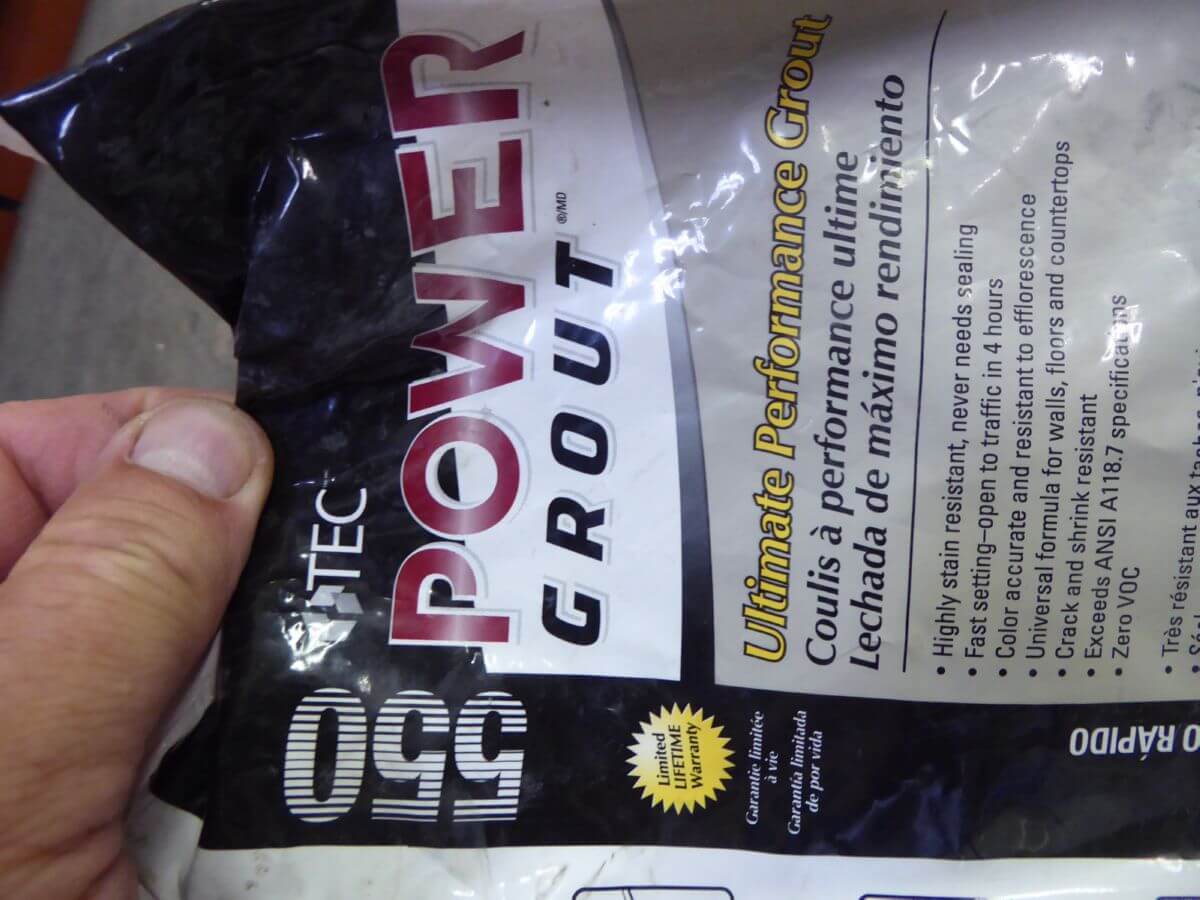 550
TEC
POWER
GROUT ®/MD
Ultimate Performance Grout
Coulis à performance ultime
Lechada de máximo rendimiento
• Highly stain resistant, never needs sealing
• Fast setting–open to traffic in 4 hours
• Color accurate and resistant to efflorescence
• Universal formula for walls, floors and countertops
• Crack and shrink resistant
• Exceeds ANSI A118.7 specifications
• Zero VOC
• Très résistant aux
Limited
LIFETIME
Warranty
Garantie limitée
à vie
Garantía limitada
de por vida
RÁPIDO